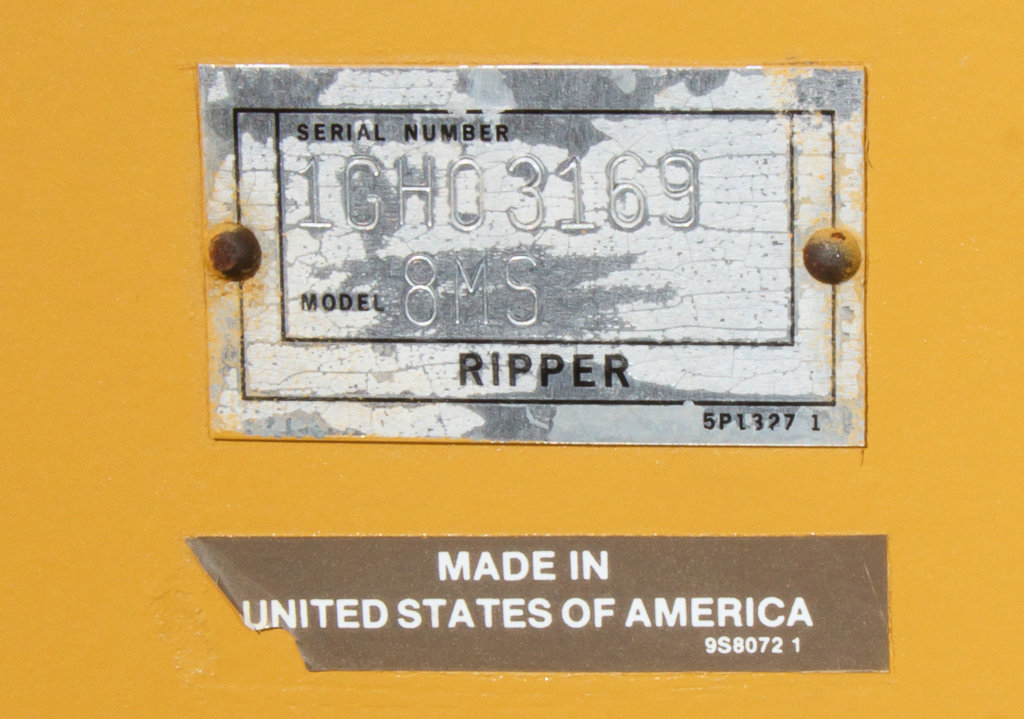 SERIAL NUMBER
1GH03169
MODEL 8MS
RIPPER
5P1327 1
MADE IN
UNITED STATES OF AMERICA
9S8072 1